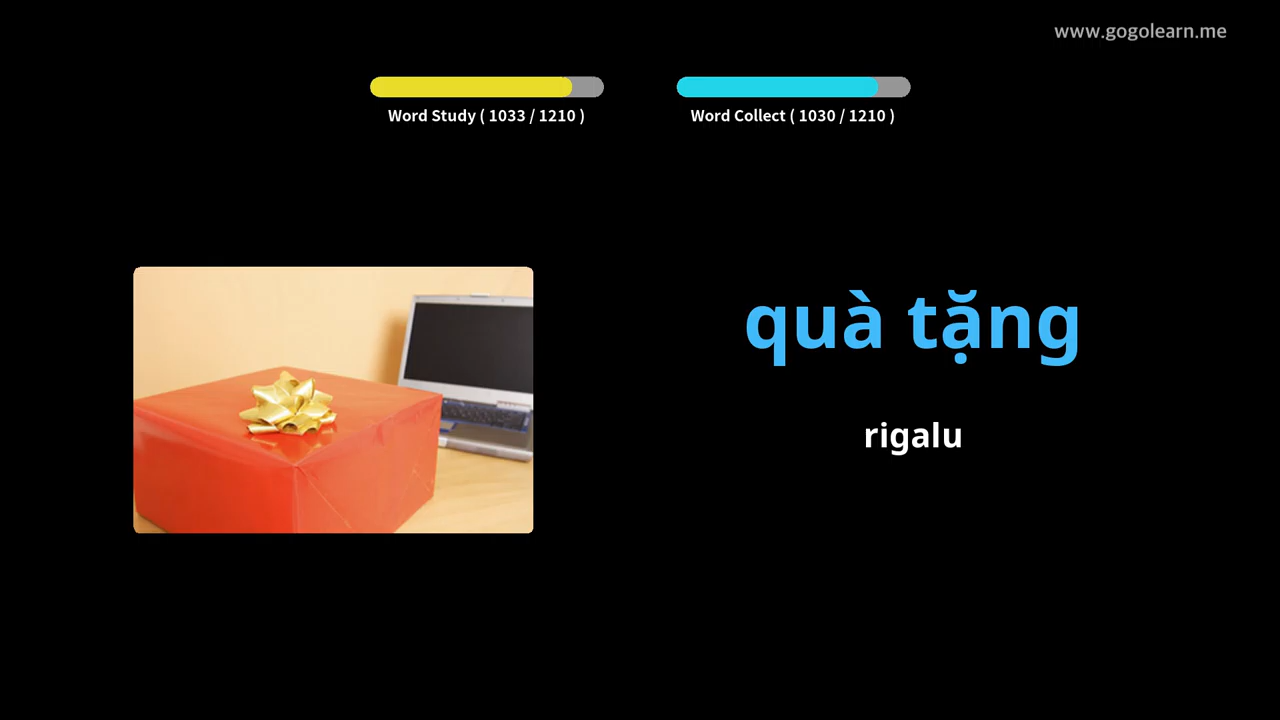 www.gogolearn.me
Word Study ( 1033 / 1210 )
Word Collect ( 1030 / 1210 )
quà tặng
rigalu